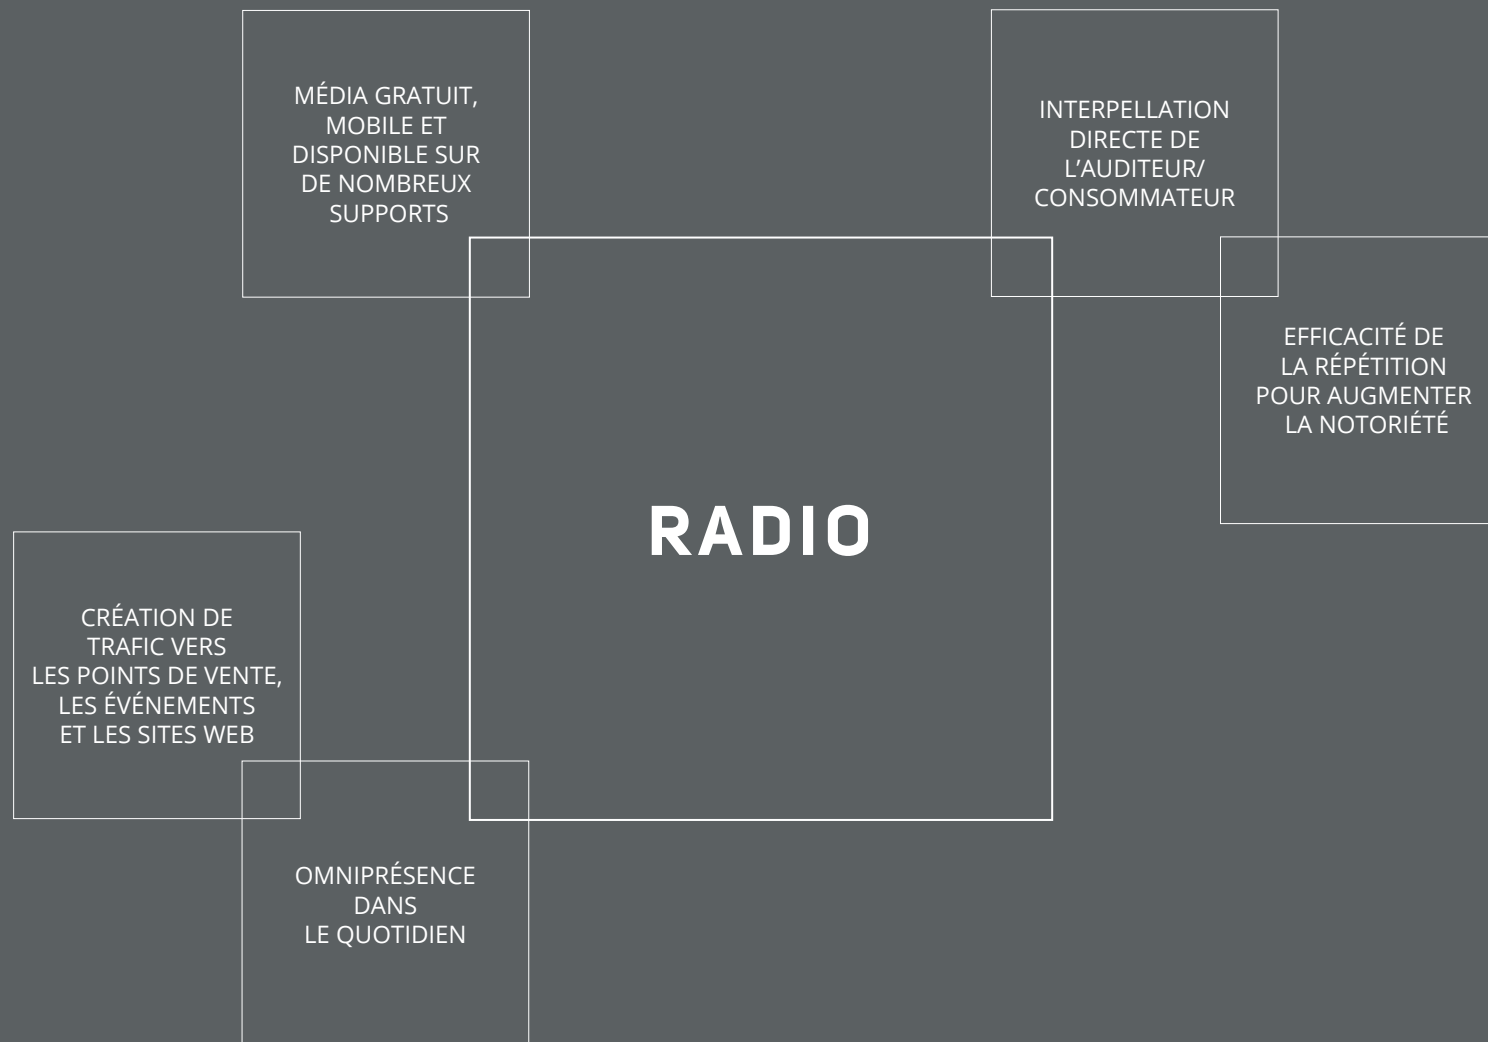 MÉDIA GRATUIT,
MOBILE ET
DISPONIBLE SUR
DE NOMBREUX
SUPPORTS
INTERPELLATION
DIRECTE DE
L’AUDITEUR/
CONSOMMATEUR
EFFICACITÉ DE
LA RÉPÉTITION
POUR AUGMENTER
LA NOTORIÉTÉ
RADIO
CRÉATION DE
TRAFIC VERS
LES POINTS DE VENTE,
LES ÉVÉNEMENTS
ET LES SITES WEB
OMNIPRÉSENCE
DANS
LE QUOTIDIEN